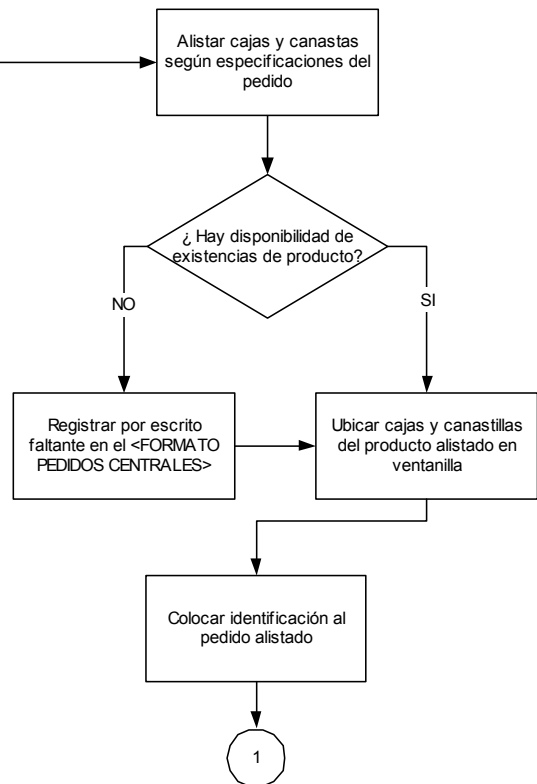 Alistar cajas y canastas
según especificaciones del
pedido
¿ Hay disponibilidad de
existencias de producto?
NO
SI
Registrar por escrito
faltante en el <FORMATO
PEDIDOS CENTRALES>
Ubicar cajas y canastillas
del producto alistado en
ventanilla
Colocar identificación al
pedido alistado
1